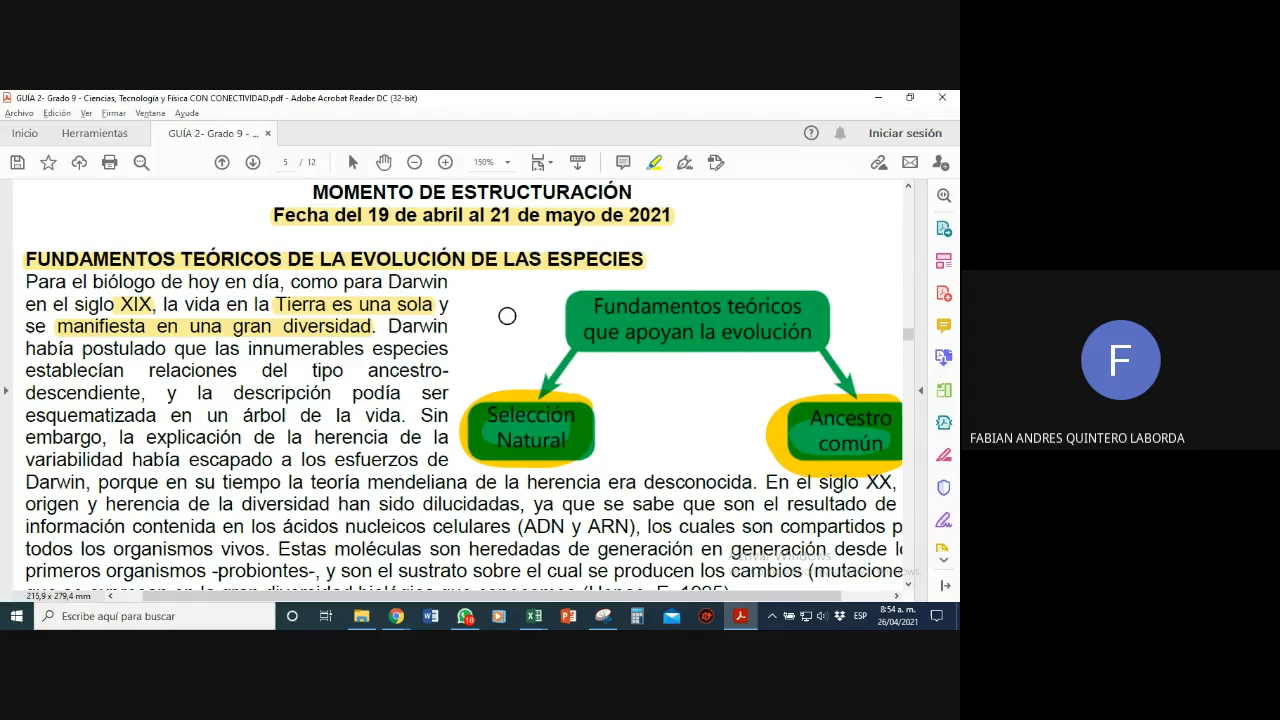 GUÍA 2- Grado 9 - Ciencias, Tecnología y Física CON CONECTIVIDAD.pdf - Adobe Acrobat Reader DC (32-bit)
Archivo Edición Ver Firmar Ventana Ayuda
Inicio Herramientas GUÍA 2- Grado 9 - ... × Iniciar sesión
5 / 12 150%
MOMENTO DE ESTRUCTURACIÓN
Fecha del 19 de abril al 21 de mayo de 2021
FUNDAMENTOS TEÓRICOS DE LA EVOLUCIÓN DE LAS ESPECIES
Para el biólogo de hoy en día, como para Darwin
en el siglo XIX, la vida en la Tierra es una sola y
se manifiesta en una gran diversidad. Darwin
había postulado que las innumerables especies
establecían relaciones del tipo ancestro-
descendiente, y la descripción podía ser
esquematizada en un árbol de la vida. Sin
embargo, la explicación de la herencia de la
variabilidad había escapado a los esfuerzos de
Darwin, porque en su tiempo la teoría mendeliana de la herencia era desconocida. En el siglo XX,
origen y herencia de la diversidad han sido dilucidadas, ya que se sabe que son el resultado de
información contenida en los ácidos nucleicos celulares (ADN y ARN), los cuales son compartidos p
todos los organismos vivos. Estas moléculas son heredadas de generación en generación desde lo
primeros organismos -probiontes-, y son el sustrato sobre el cual se producen los cambios (mutacione
Fundamentos teóricos
que apoyan la evolución
Selección
Natural
Ancestro
común
Activar Windows
215,9 x 279,4 mm
Escribe aquí para buscar
18
ESP
8:54 a. m.
26/04/2021
F
FABIAN ANDRES QUINTERO LABORDA